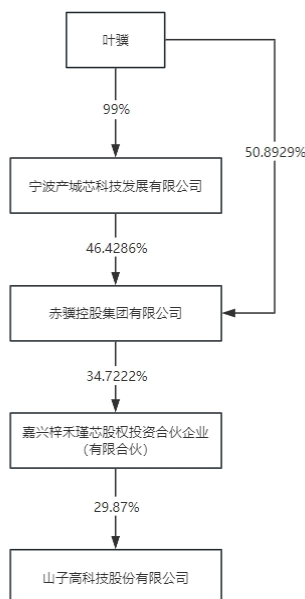 叶骥
99%
50.8929%
宁波产城芯科技发展有限公司
46.4286%
赤骥控股集团有限公司
34.7222%
嘉兴梓禾瑾芯股权投资合伙企业
（有限合伙）
29.87%
山子高科技股份有限公司